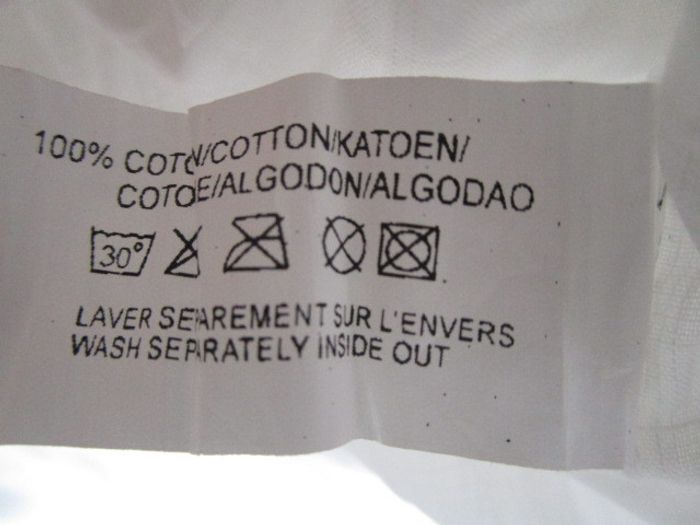 100% COTON/COTTON/KATOEN/
COTOE/ALGODON/ALGODAO
30°
LAVER SEPAREMENT SUR L'ENVERS
WASH SEPARATELY INSIDE OUT